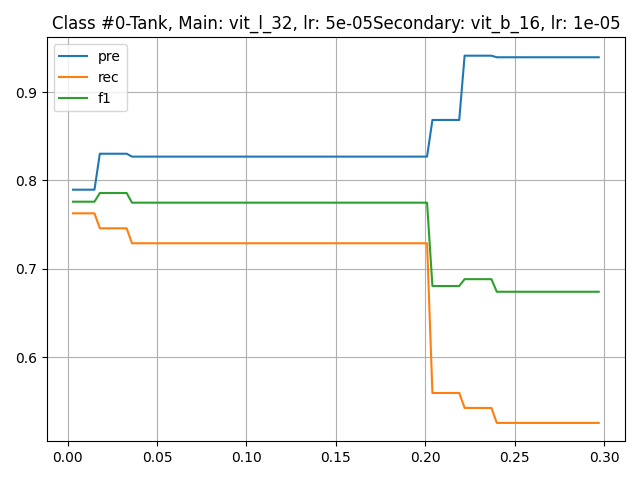 Class #0-Tank, Main: vit_l_32, lr: 5e-05Secondary: vit_b_16, lr: 1e-05
pre
rec
f1
0.9
0.8
0.7
0.6
0.00 0.05 0.10 0.15 0.20 0.25 0.30